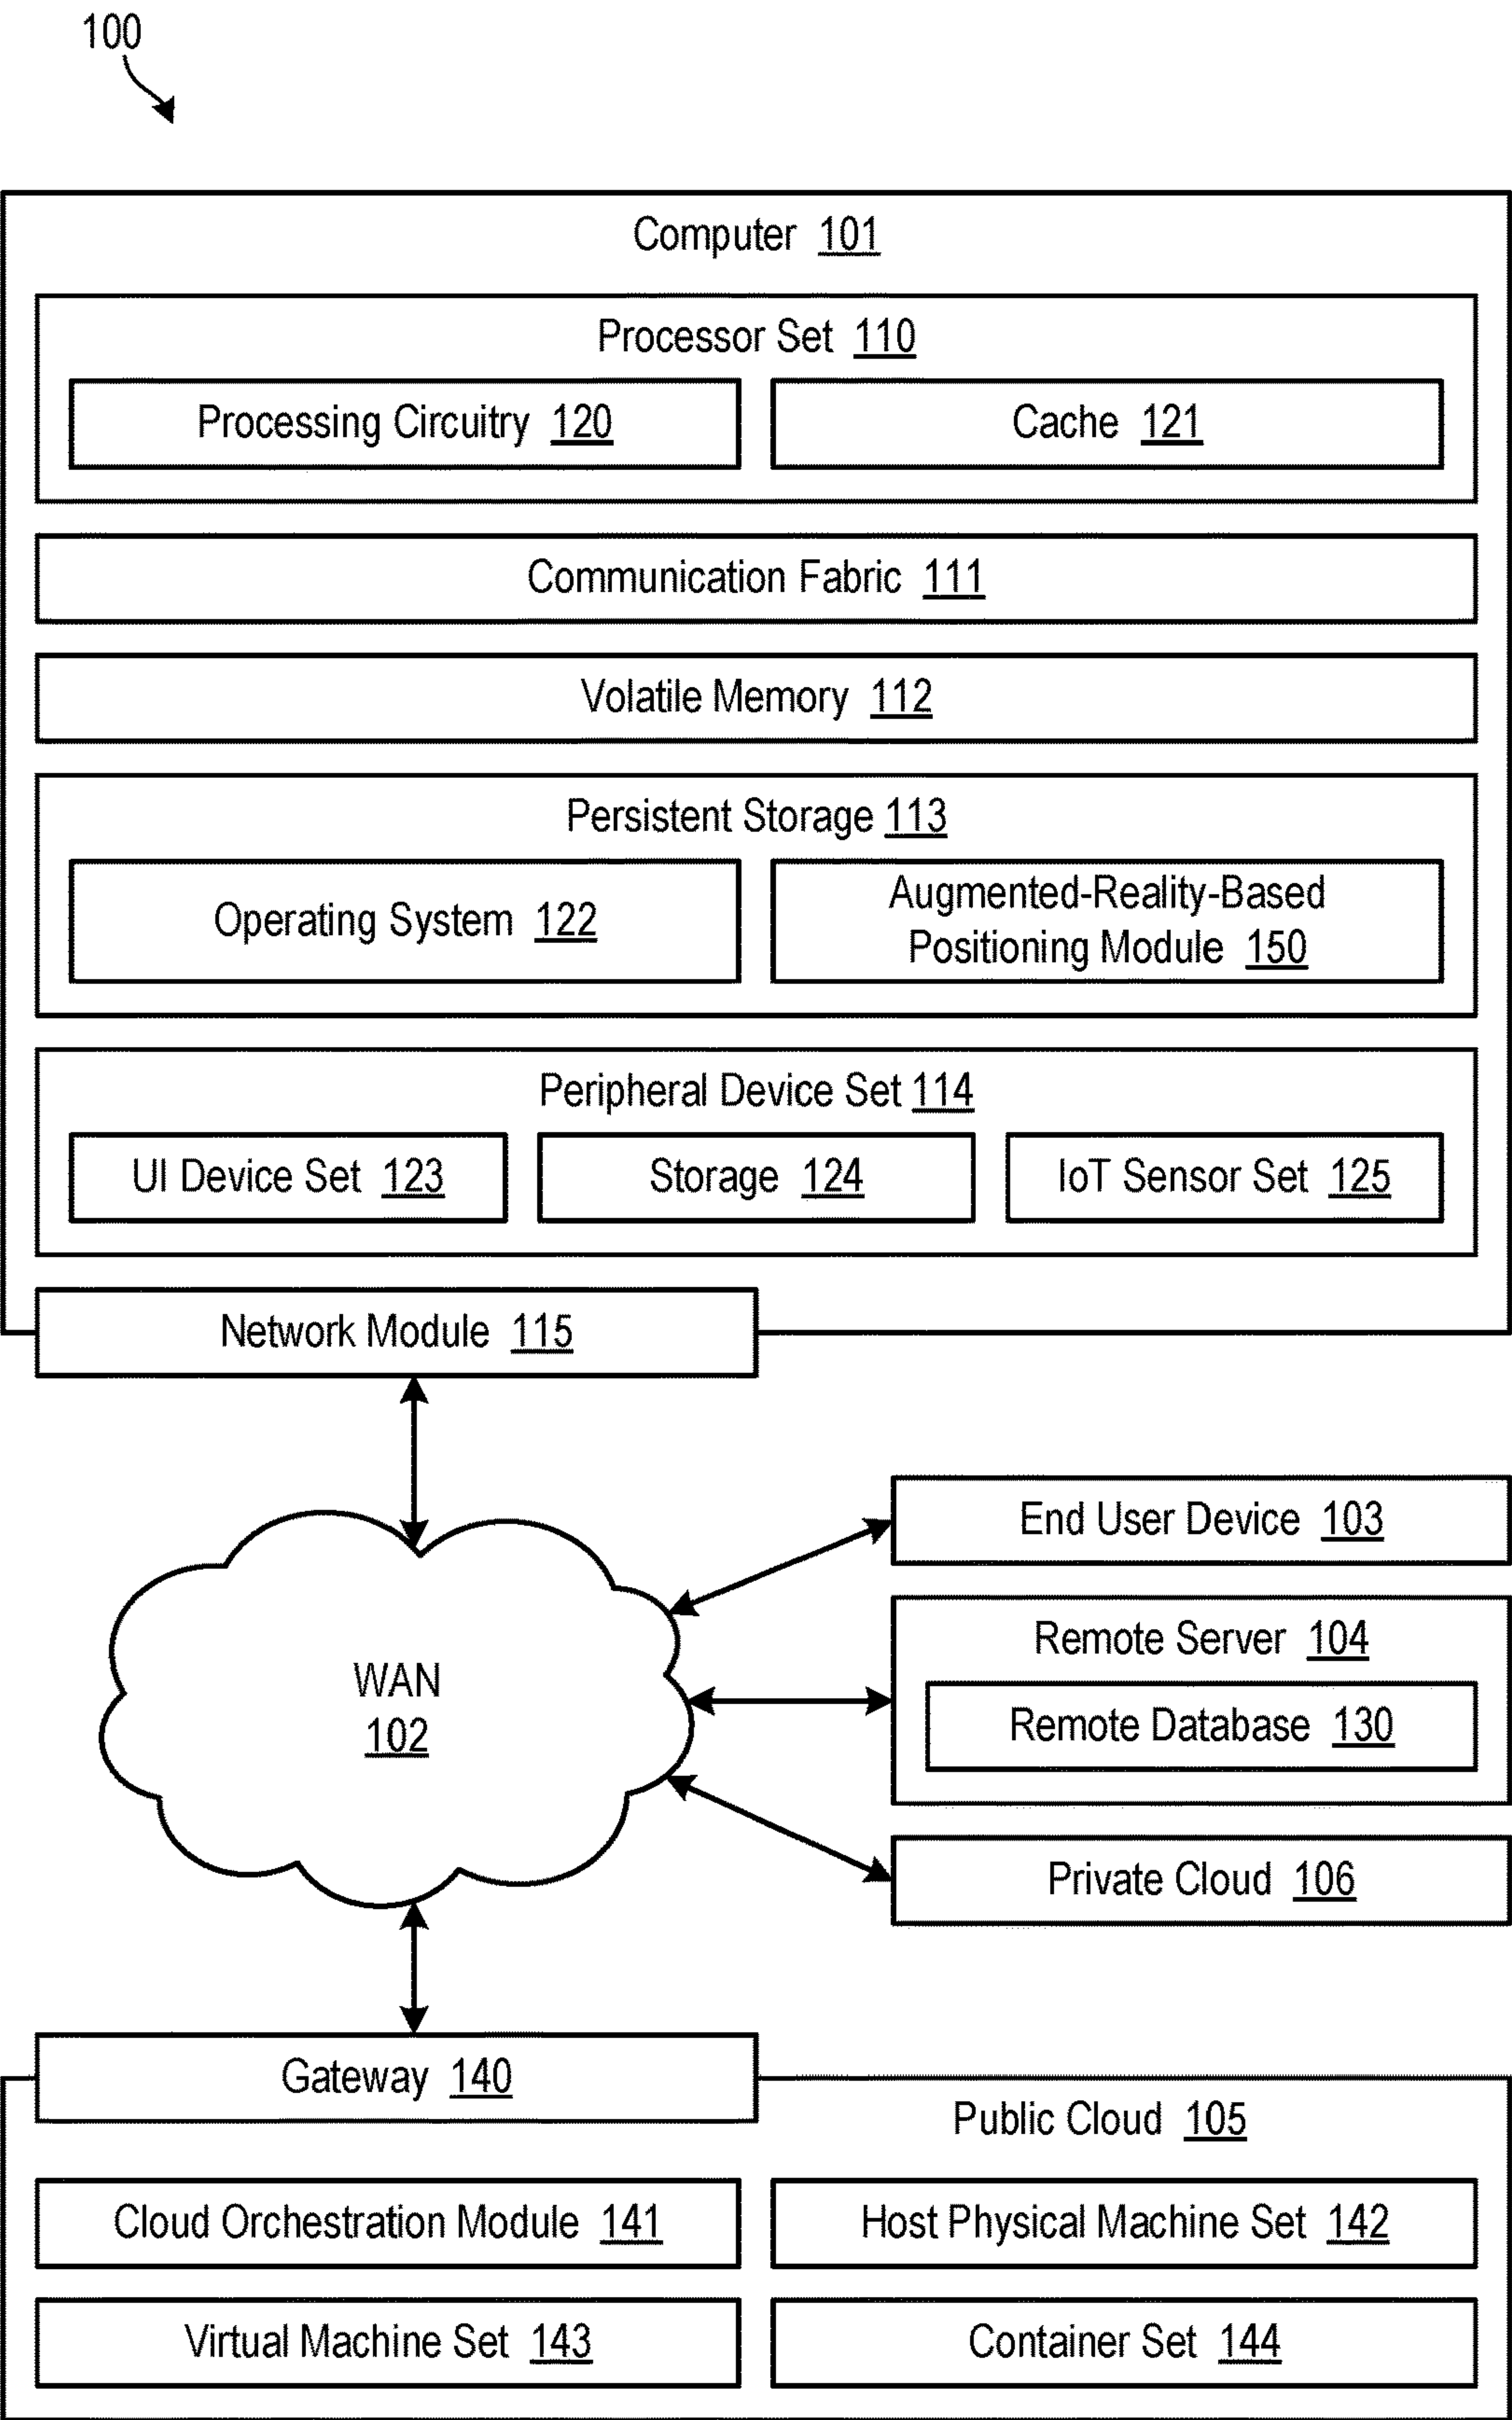 100
Computer 101
Processor Set 110
Processing Circuitry 120
Cache 121
Communication Fabric 111
Volatile Memory 112
Persistent Storage 113
Operating System 122
Augmented-Reality-Based
Positioning Module 150
Peripheral Device Set 114
UI Device Set 123
Storage 124
IoT Sensor Set 125
Network Module 115
End User Device 103
Remote Server 104
Remote Database 130
WAN
102
Private Cloud 106
Gateway 140
Public Cloud 105
Cloud Orchestration Module 141
Host Physical Machine Set 142
Virtual Machine Set 143
Container Set 144